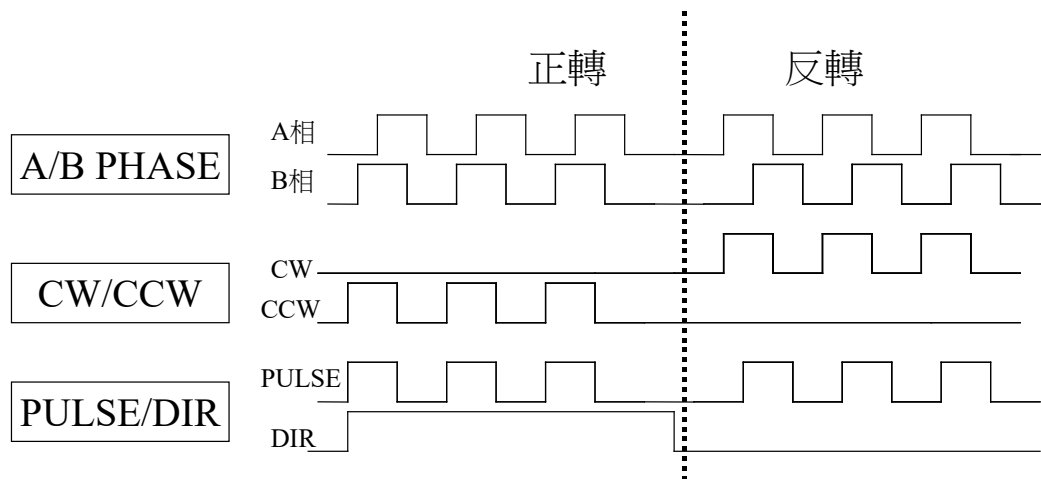 正轉
反轉
A/B PHASE
A相
B相
CW/CCW
CW
CCW
PULSE/DIR
PULSE
DIR